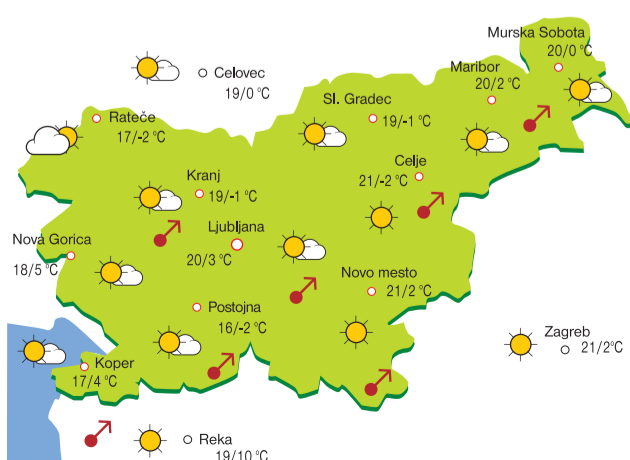 Murska Sobota
20/0 °C
Maribor
20/2 °C
Celovec
19/0 °C
Sl. Gradec
19/-1 °C
Rateče
17/-2 °C
Celje
21/-2 °C
Kranj
19/-1 °C
Ljubljana
20/3 °C
Nova Gorica
18/5 °C
Novo mesto
21/2 °C
Postojna
16/-2 °C
Zagreb
21/2°C
Koper
17/4 °C
Reka
19/10 °C